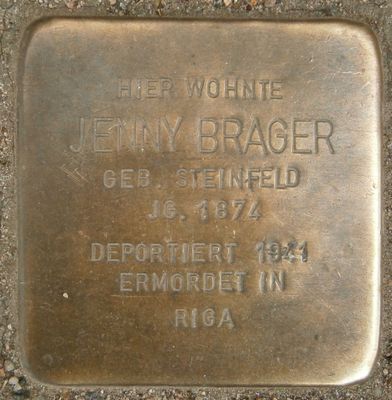 HIER WOHNTE
JENNY BRAGER
GEB. STEINFELD
JG. 1874
DEPORTIERT 1941
ERMORDET IN
RIGA